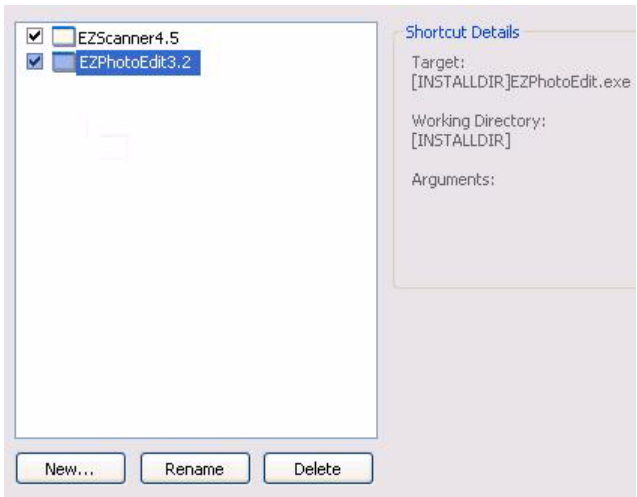 EZScanner4.5
EZPhotoEdit3.2
Shortcut Details
Target:
[INSTALLDIR]EZPhotoEdit.exe
Working Directory:
[INSTALLDIR]
Arguments:
New...
Rename
Delete